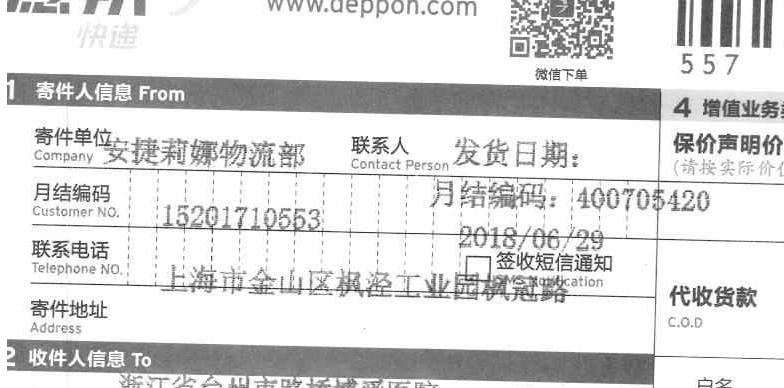 www.deppon.com
快递
微信下单
557
1 寄件人信息 From
4 增值业务
寄件单位 安捷莉娜物流部 联系人 发货日期：
Company Contact Person
保价声明价
(请按实际价值
月结编码 月结编码：400705420
Customer NO. 15201710553
2018/06/29
联系电话 签收短信通知
Telephone NO. SMS Notification
上海市金山区枫泾工业园枫冠路
代收货款
C.O.D
寄件地址
Address
2 收件人信息 To
浙江省台州市路桥博爱医院
户名